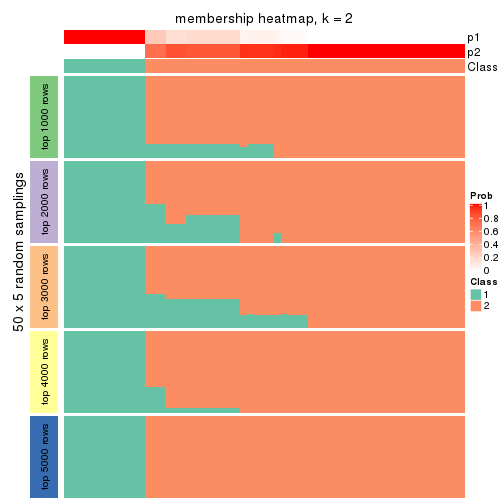 membership heatmap, k = 2
p1
p2
Class
50 x 5 random samplings
top 1000 rows
top 2000 rows
top 3000 rows
top 4000 rows
top 5000 rows
Prob
1
0.8
0.6
0.4
0.2
0
Class
1
2